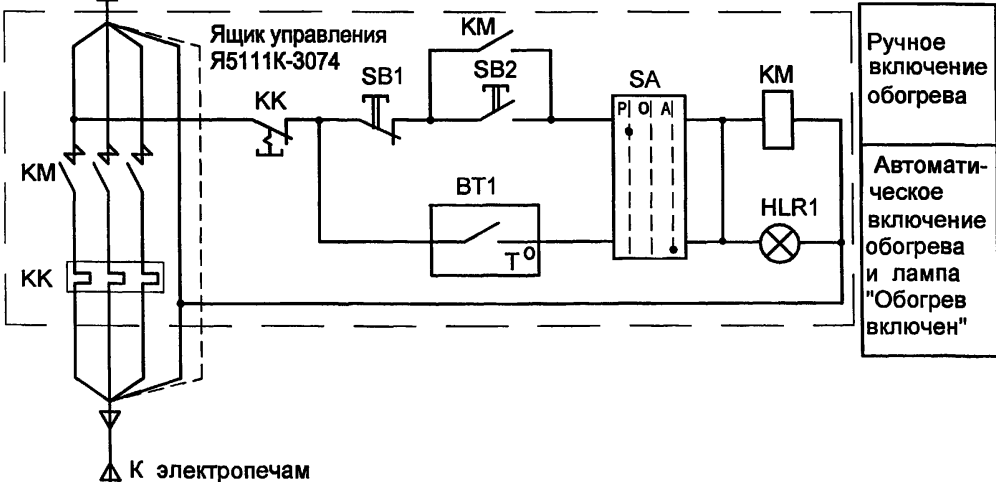 Ящик управления
Я5111К-3074
KM
SB1
SB2
SA
KM
KK
P O A
KM
BT1
T°
HLR1
KK
К электропечам
Ручное
включение
обогрева
Автомати-
ческое
включение
обогрева
и лампа
"Обогрев
включен"